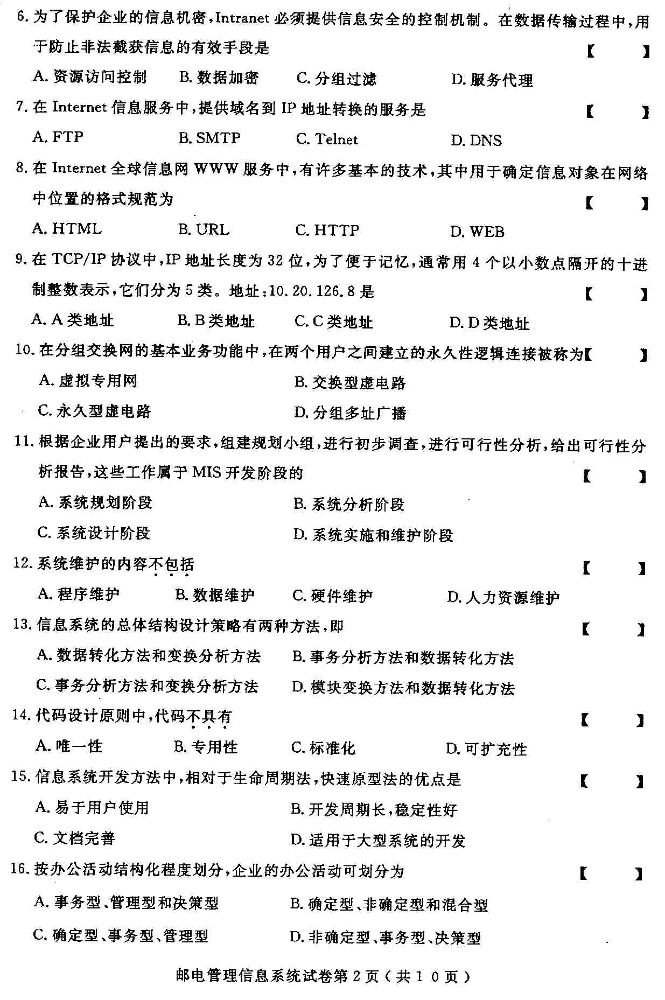 6. 为了保护企业的信息机密,Intranet 必须提供信息安全的控制机制。在数据传输过程中,用
于防止非法截获信息的有效手段是 【 】
A. 资源访问控制 B. 数据加密 C. 分组过滤 D. 服务代理
7. 在 Internet 信息服务中,提供域名到 IP 地址转换的服务是 【 】
A. FTP B. SMTP C. Telnet D. DNS
8. 在 Internet 全球信息网 WWW 服务中,有许多基本的技术,其中用于确定信息对象在网络
中位置的格式规范为 【 】
A. HTML B. URL C. HTTP D. WEB
9. 在 TCP/IP 协议中,IP 地址长度为 32 位,为了便于记忆,通常用 4 个以小数点隔开的十进
制整数表示,它们分为 5 类。地址:10. 20. 126. 8 是 【 】
A. A 类地址 B. B 类地址 C. C 类地址 D. D 类地址
10. 在分组交换网的基本业务功能中,在两个用户之间建立的永久性逻辑连接被称为【 】
A. 虚拟专用网 B. 交换型虚电路
C. 永久型虚电路 D. 分组多址广播
11. 根据企业用户提出的要求,组建规划小组,进行初步调查,进行可行性分析,给出可行性分
析报告,这些工作属于 MIS 开发阶段的 【 】
A. 系统规划阶段 B. 系统分析阶段
C. 系统设计阶段 D. 系统实施和维护阶段
12. 系统维护的内容不包括 【 】
A. 程序维护 B. 数据维护 C. 硬件维护 D. 人力资源维护
13. 信息系统的总体结构设计策略有两种方法,即 【 】
A. 数据转化方法和变换分析方法 B. 事务分析方法和数据转化方法
C. 事务分析方法和变换分析方法 D. 模块变换方法和数据转化方法
14. 代码设计原则中,代码不具有 【 】
A. 唯一性 B. 专用性 C. 标准化 D. 可扩充性
15. 信息系统开发方法中,相对于生命周期法,快速原型法的优点是 【 】
A. 易于用户使用 B. 开发周期长,稳定性好
C. 文档完善 D. 适用于大型系统的开发
16. 按办公活动结构化程度划分,企业的办公活动可划分为 【 】
A. 事务型、管理型和决策型 B. 确定型、非确定型和混合型
C. 确定型、事务型、管理型 D. 非确定型、事务型、决策型
邮电管理信息系统试卷第 2 页 ( 共 1 0 页 )